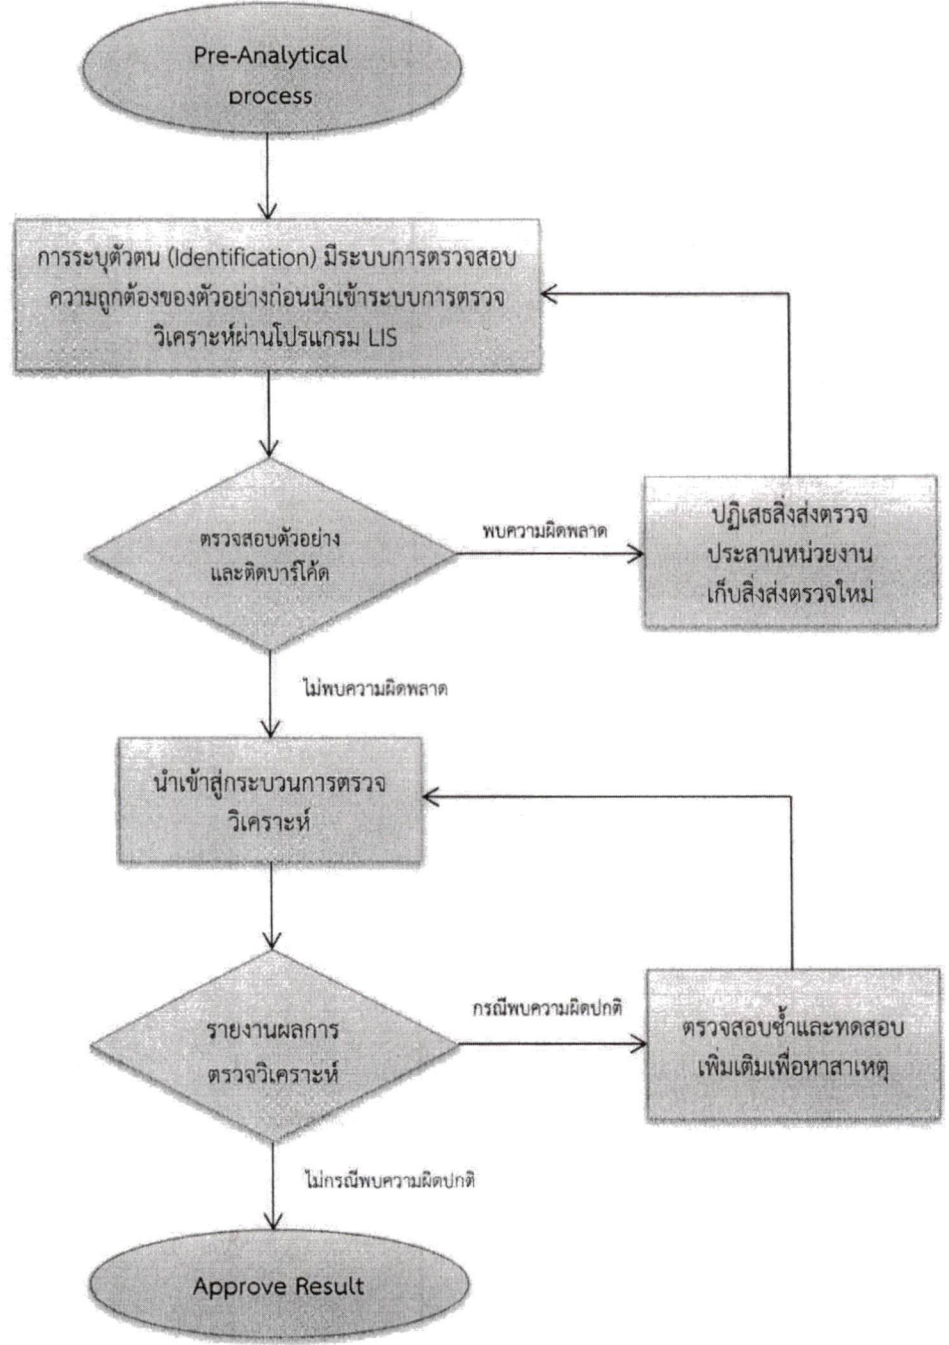 Pre-Analytical
process
การระบุตัวตน (Identification) มีระบบการตรวจสอบ
ความถูกต้องของตัวอย่างก่อนนำเข้าระบบการตรวจ
วิเคราะห์ผ่านโปรแกรม LIS
ตรวจสอบตัวอย่าง
และติดบาร์โค้ด
พบความผิดพลาด
ปฏิเสธสิ่งส่งตรวจ
ประสานหน่วยงาน
เก็บสิ่งส่งตรวจใหม่
ไม่พบความผิดพลาด
นำเข้าสู่กระบวนการตรวจ
วิเคราะห์
รายงานผลการ
ตรวจวิเคราะห์
กรณีพบความผิดปกติ
ตรวจสอบซ้ำและทดสอบ
เพิ่มเติมเพื่อหาสาเหตุ
ไม่กรณีพบความผิดปกติ
Approve Result